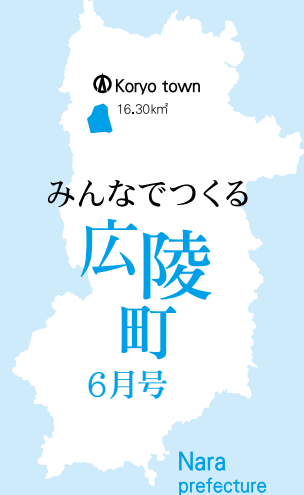 Koryo town
16.30㎢
みんなでつくる
広陵
町
6月号
Nara
prefecture